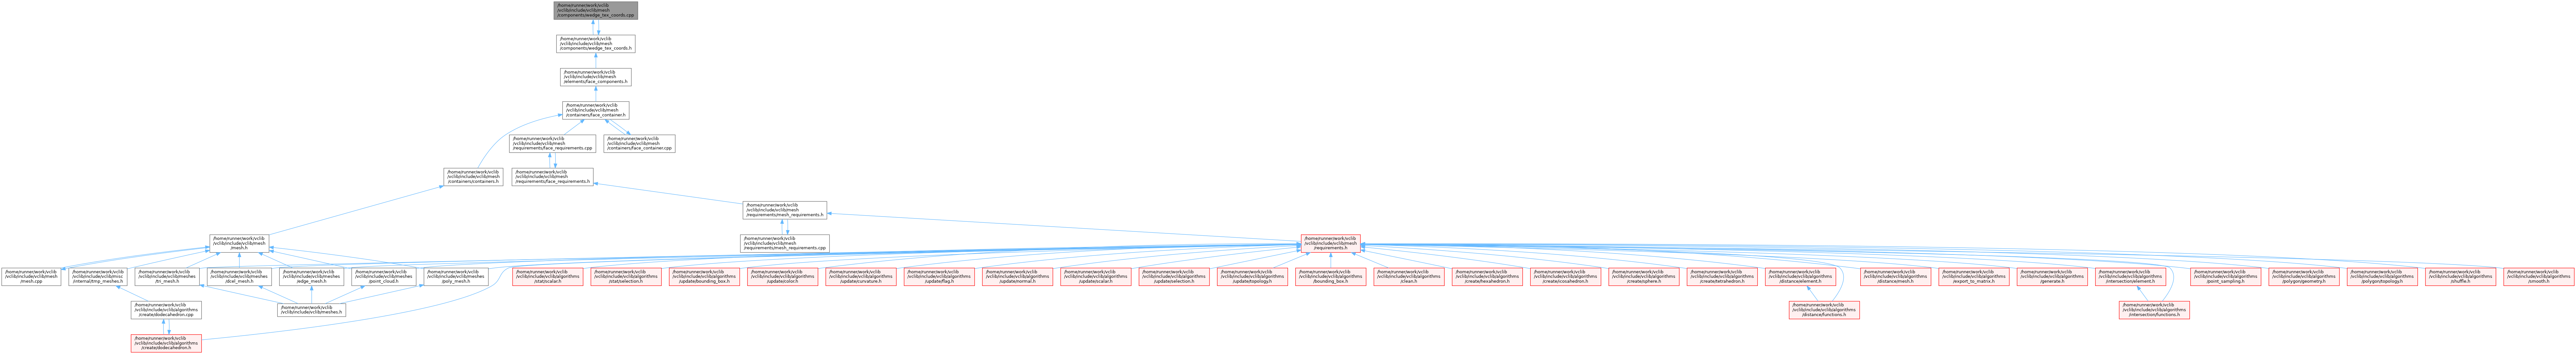 /home/runner/work/vclib
/vclib/include/vclib/mesh
/components/wedge_tex_coords.cpp
/home/runner/work/vclib
/vclib/include/vclib/mesh
/components/wedge_tex_coords.h
/home/runner/work/vclib
/vclib/include/vclib/mesh
/elements/face_components.h
/home/runner/work/vclib
/vclib/include/vclib/mesh
/containers/face_container.h
/home/runner/work/vclib
/vclib/include/vclib/mesh
/requirements/face_requirements.cpp
/home/runner/work/vclib
/vclib/include/vclib/mesh
/containers/face_container.cpp
/home/runner/work/vclib
/vclib/include/vclib/mesh
/containers/containers.h
/home/runner/work/vclib
/vclib/include/vclib/mesh
/requirements/face_requirements.h
/home/runner/work/vclib
/vclib/include/vclib/mesh
/requirements/mesh_requirements.h
/home/runner/work/vclib
/vclib/include/vclib/mesh
/mesh.h
/home/runner/work/vclib
/vclib/include/vclib/mesh
/requirements/mesh_requirements.cpp
/home/runner/work/vclib
/vclib/include/vclib/mesh
/requirements.h
/home/runner/work/vclib
/vclib/include/vclib/mesh
/mesh.cpp
/home/runner/work/vclib
/vclib/include/vclib/misc
/internal/tmp_meshes.h
/home/runner/work/vclib
/vclib/include/vclib/meshes
/tri_mesh.h
/home/runner/work/vclib
/vclib/include/vclib/meshes
/dcel_mesh.h
/home/runner/work/vclib
/vclib/include/vclib/meshes
/edge_mesh.h
/home/runner/work/vclib
/vclib/include/vclib/meshes
/point_cloud.h
/home/runner/work/vclib
/vclib/include/vclib/meshes
/poly_mesh.h
/home/runner/work/vclib
/vclib/include/vclib/algorithms
/stat/scalar.h
/home/runner/work/vclib
/vclib/include/vclib/algorithms
/stat/selection.h
/home/runner/work/vclib
/vclib/include/vclib/algorithms
/update/bounding_box.h
/home/runner/work/vclib
/vclib/include/vclib/algorithms
/update/color.h
/home/runner/work/vclib
/vclib/include/vclib/algorithms
/update/curvature.h
/home/runner/work/vclib
/vclib/include/vclib/algorithms
/update/flag.h
/home/runner/work/vclib
/vclib/include/vclib/algorithms
/update/normal.h
/home/runner/work/vclib
/vclib/include/vclib/algorithms
/update/scalar.h
/home/runner/work/vclib
/vclib/include/vclib/algorithms
/update/selection.h
/home/runner/work/vclib
/vclib/include/vclib/algorithms
/update/topology.h
/home/runner/work/vclib
/vclib/include/vclib/algorithms
/bounding_box.h
/home/runner/work/vclib
/vclib/include/vclib/algorithms
/clean.h
/home/runner/work/vclib
/vclib/include/vclib/algorithms
/create/hexahedron.h
/home/runner/work/vclib
/vclib/include/vclib/algorithms
/create/icosahedron.h
/home/runner/work/vclib
/vclib/include/vclib/algorithms
/create/sphere.h
/home/runner/work/vclib
/vclib/include/vclib/algorithms
/create/tetrahedron.h
/home/runner/work/vclib
/vclib/include/vclib/algorithms
/distance/element.h
/home/runner/work/vclib
/vclib/include/vclib/algorithms
/distance/mesh.h
/home/runner/work/vclib
/vclib/include/vclib/algorithms
/export_to_matrix.h
/home/runner/work/vclib
/vclib/include/vclib/algorithms
/generate.h
/home/runner/work/vclib
/vclib/include/vclib/algorithms
/intersection/element.h
/home/runner/work/vclib
/vclib/include/vclib/algorithms
/point_sampling.h
/home/runner/work/vclib
/vclib/include/vclib/algorithms
/polygon/geometry.h
/home/runner/work/vclib
/vclib/include/vclib/algorithms
/polygon/topology.h
/home/runner/work/vclib
/vclib/include/vclib/algorithms
/shuffle.h
/home/runner/work/vclib
/vclib/include/vclib/algorithms
/smooth.h
/home/runner/work/vclib
/vclib/include/vclib/algorithms
/create/dodecahedron.cpp
/home/runner/work/vclib
/vclib/include/vclib/meshes.h
/home/runner/work/vclib
/vclib/include/vclib/algorithms
/distance/functions.h
/home/runner/work/vclib
/vclib/include/vclib/algorithms
/intersection/functions.h
/home/runner/work/vclib
/vclib/include/vclib/algorithms
/create/dodecahedron.h